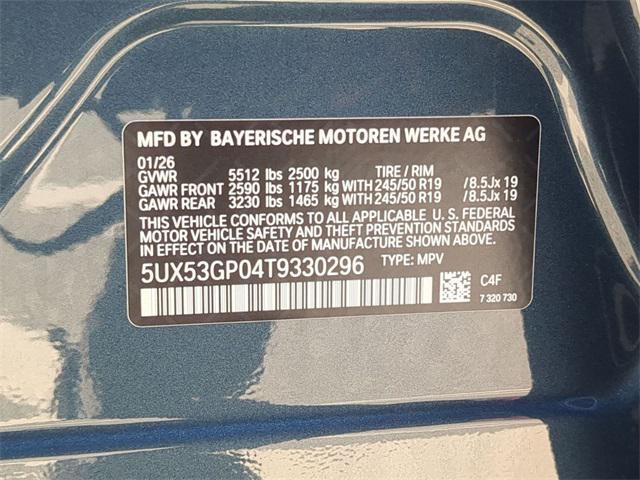 MFD BY BAYERISCHE MOTOREN WERKE AG
01/26
GVWR 5512 lbs 2500 kg TIRE / RIM
GAWR FRONT 2590 lbs 1175 kg WITH 245/50 R19 /8.5Jx 19
GAWR REAR 3230 lbs 1465 kg WITH 245/50 R19 /8.5Jx 19
THIS VEHICLE CONFORMS TO ALL APPLICABLE U. S. FEDERAL
MOTOR VEHICLE SAFETY AND THEFT PREVENTION STANDARDS
IN EFFECT ON THE DATE OF MANUFACTURE SHOWN ABOVE.
5UX53GP04T9330296 TYPE: MPV
C4F
7 320 730